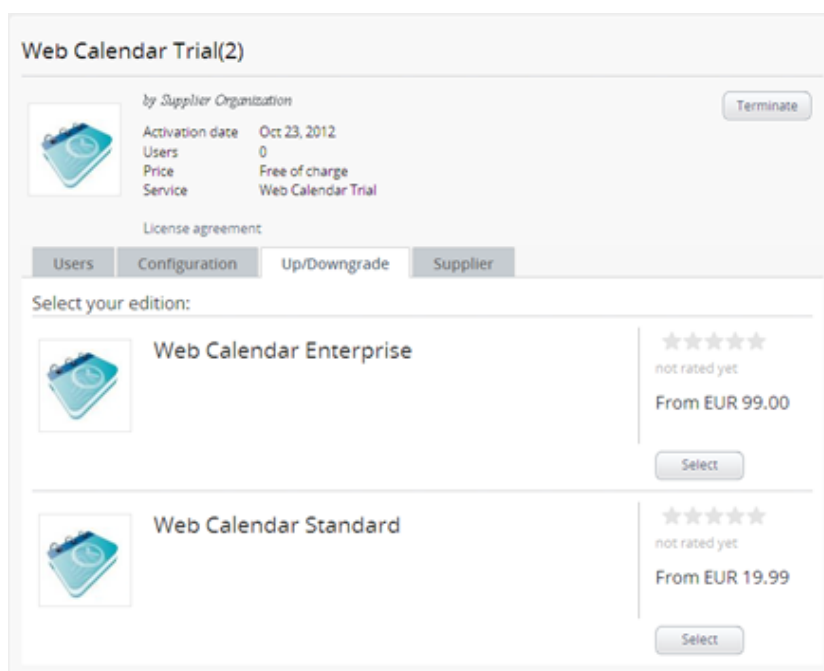 Web Calendar Trial(2)
by Supplier Organization
Terminate
Activation date Oct 23, 2012
Users 0
Price Free of charge
Service Web Calendar Trial
License agreement
Users Configuration Up/Downgrade Supplier
Select your edition:
Web Calendar Enterprise
not rated yet
From EUR 99.00
Select
Web Calendar Standard
not rated yet
From EUR 19.99
Select